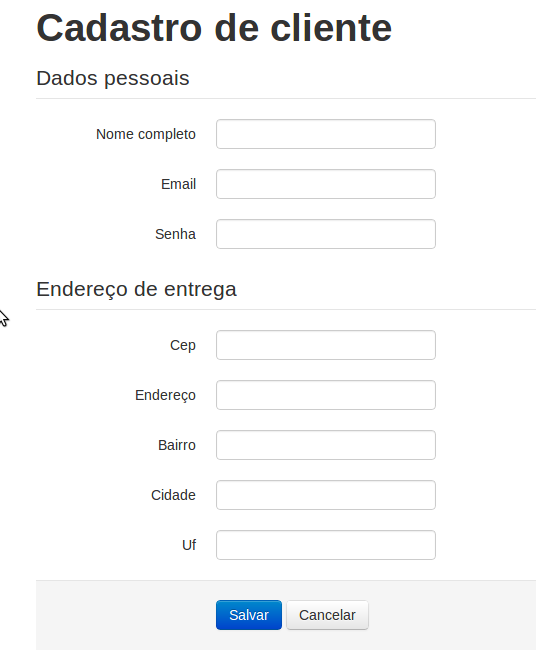 Cadastro de cliente
Dados pessoais
Nome completo
Email
Senha
Endereço de entrega
Cep
Endereço
Bairro
Cidade
Uf
Salvar Cancelar